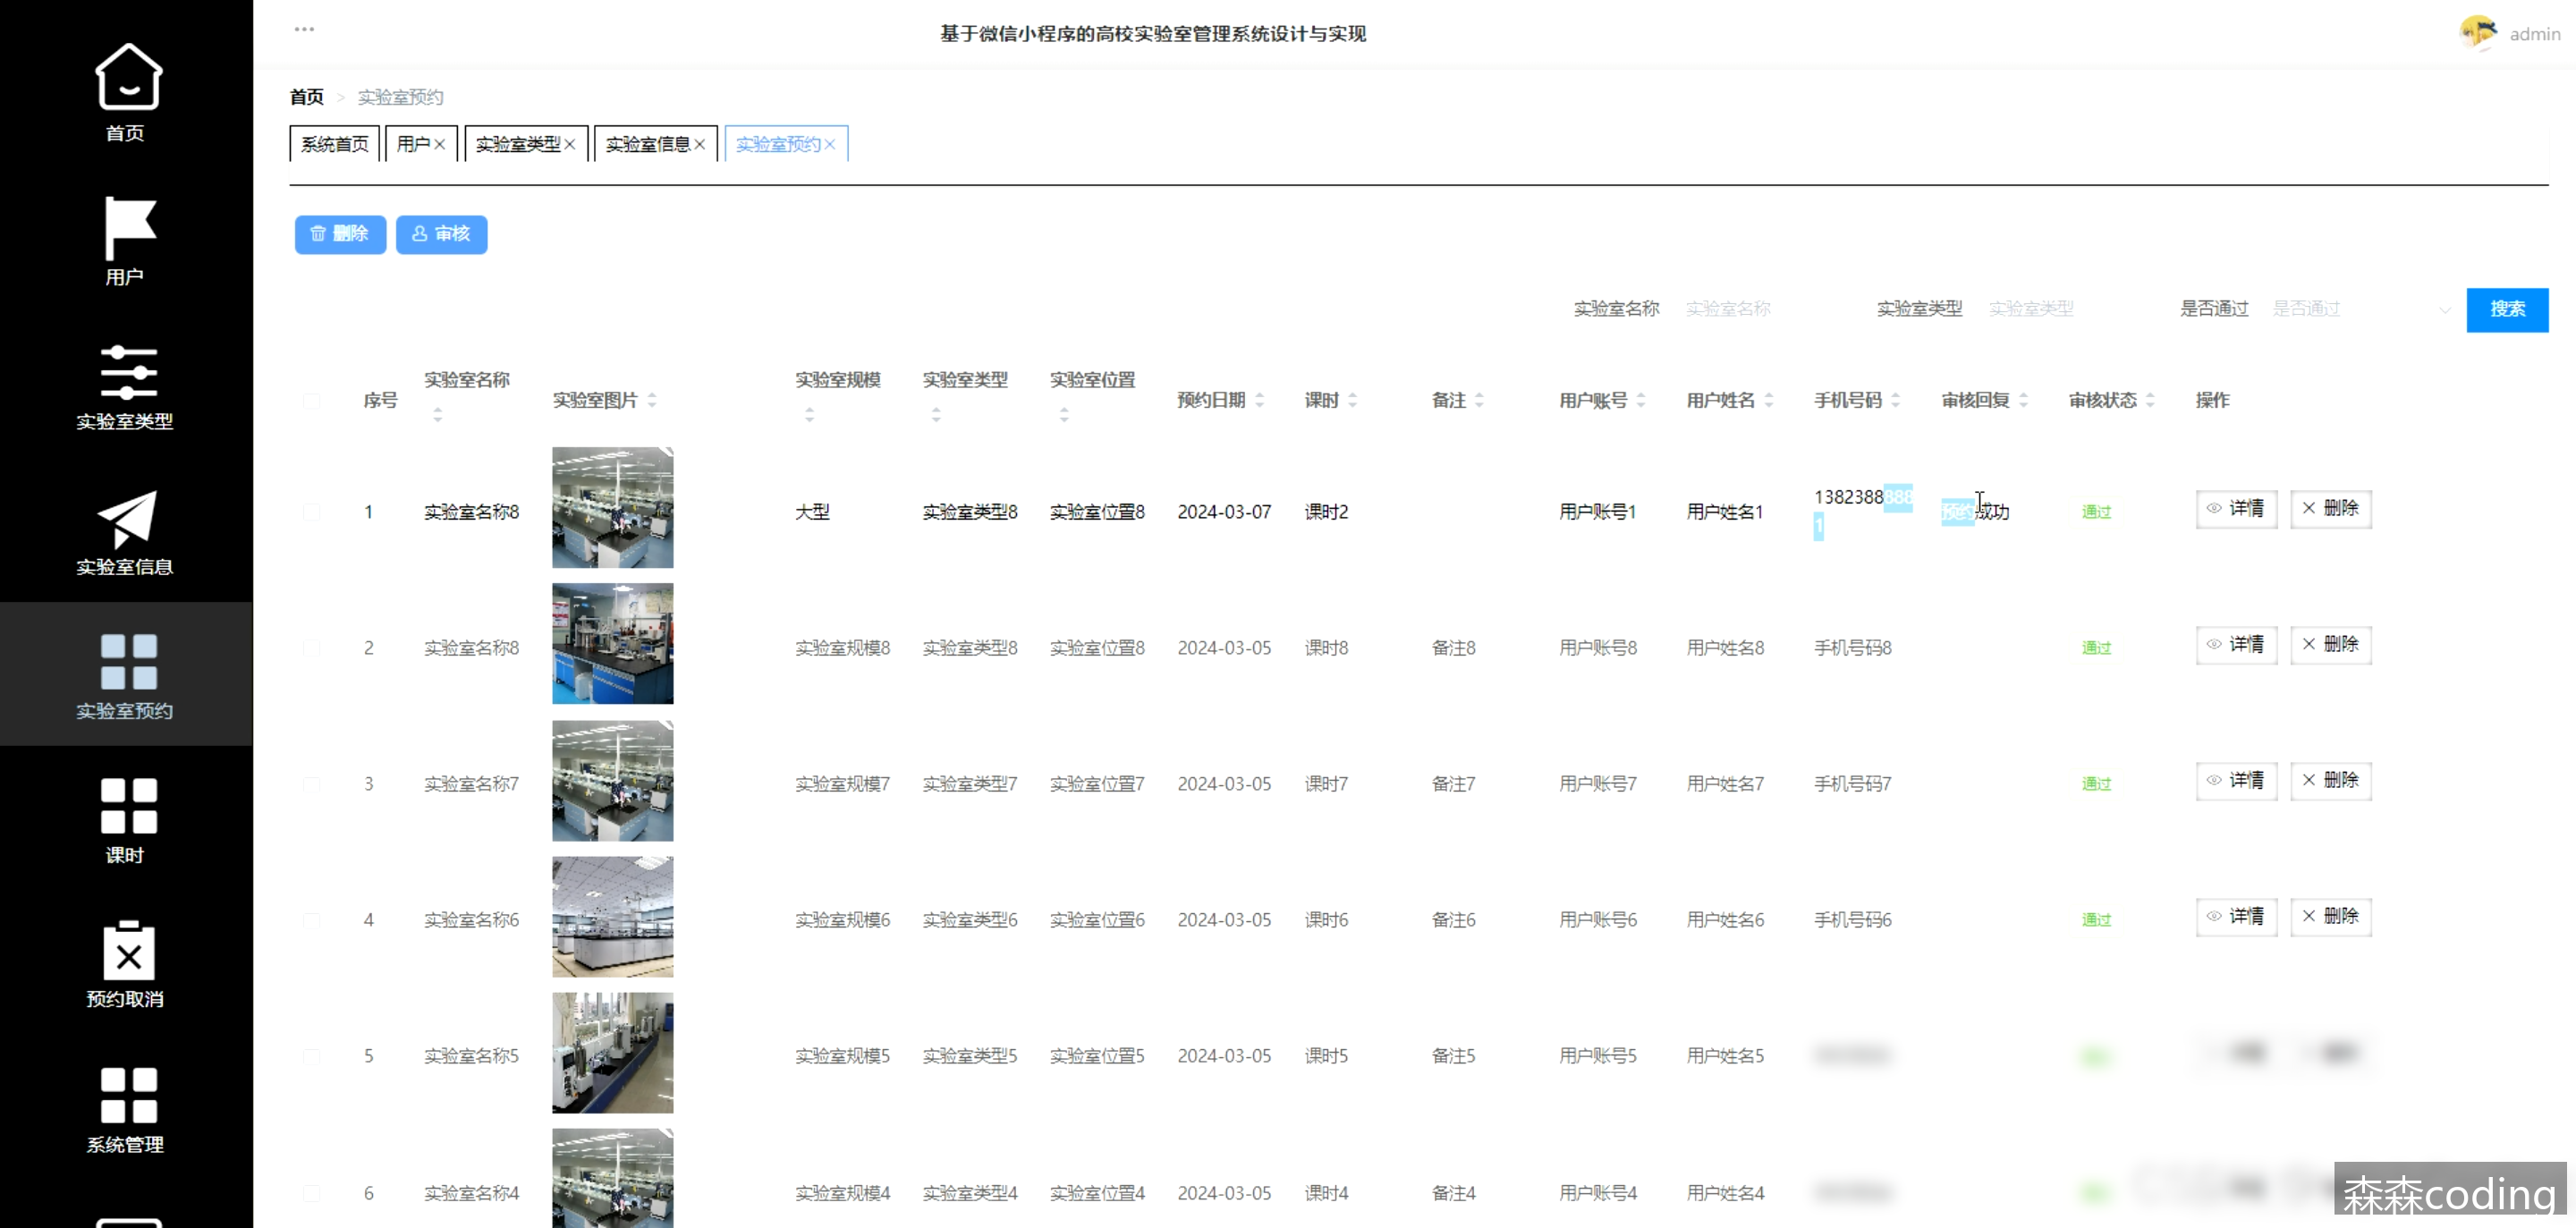 基于微信小程序的高校实验室管理系统设计与实现
admin
首页
用户
实验室类型
实验室信息
实验室预约
课时
预约取消
系统管理
首页 > 实验室预约
系统首页 用户× 实验室类型× 实验室信息× 实验室预约×
删除 审核
实验室名称 实验室名称 实验室类型 实验室类型 是否通过 是否通过 搜索
序号 实验室名称 实验室图片 实验室规模 实验室类型 实验室位置 预约日期 课时 备注 用户账号 用户姓名 手机号码 审核回复 审核状态 操作
1 实验室名称8 大型 实验室类型8 实验室位置8 2024-03-07 课时2 用户账号1 用户姓名1 1382388888 预约成功 通过 详情 × 删除
1
2 实验室名称8 实验室规模8 实验室类型8 实验室位置8 2024-03-05 课时8 备注8 用户账号8 用户姓名8 手机号码8 通过 详情 × 删除
3 实验室名称7 实验室规模7 实验室类型7 实验室位置7 2024-03-05 课时7 备注7 用户账号7 用户姓名7 手机号码7 通过 详情 × 删除
4 实验室名称6 实验室规模6 实验室类型6 实验室位置6 2024-03-05 课时6 备注6 用户账号6 用户姓名6 手机号码6 通过 详情 × 删除
5 实验室名称5 实验室规模5 实验室类型5 实验室位置5 2024-03-05 课时5 备注5 用户账号5 用户姓名5
6 实验室名称4 实验室规模4 实验室类型4 实验室位置4 2024-03-05 课时4 备注4 用户账号4 用户姓名4
森森coding